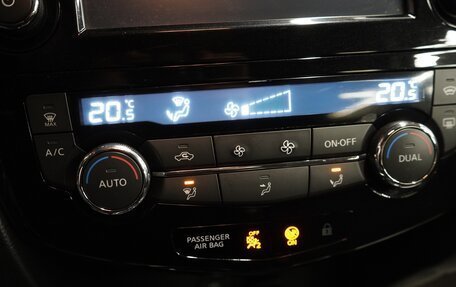 20.5°C
20.5°C
MAX
A/C
AUTO
ON·OFF
DUAL
PASSENGER
AIR BAG
OFF
ON